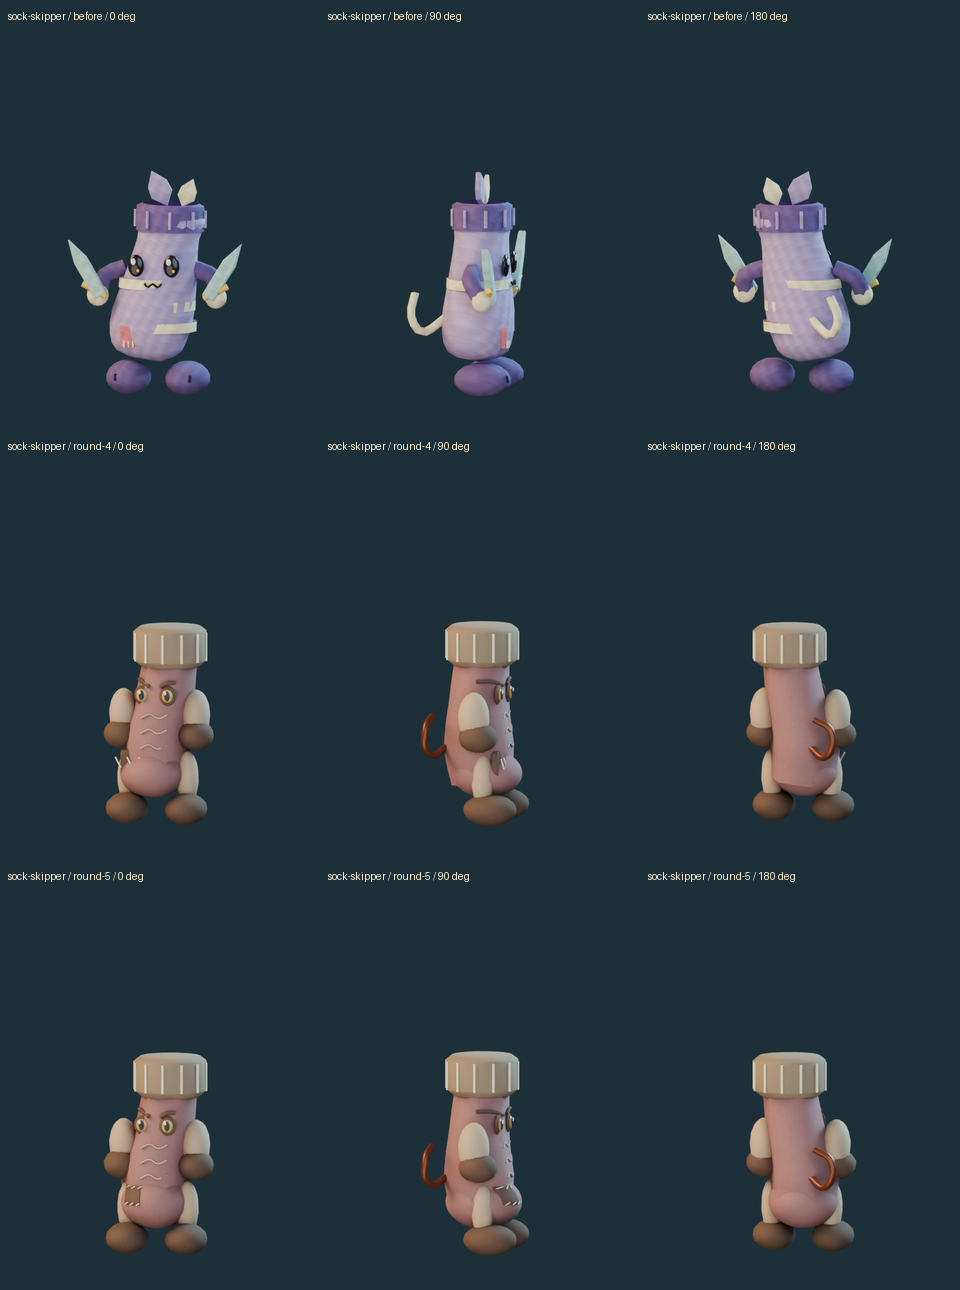 sock-skipper / before / 0 deg
sock-skipper / before / 90 deg
sock-skipper / before / 180 deg
sock-skipper / round-4 / 0 deg
sock-skipper / round-4 / 90 deg
sock-skipper / round-4 / 180 deg
sock-skipper / round-5 / 0 deg
sock-skipper / round-5 / 90 deg
sock-skipper / round-5 / 180 deg